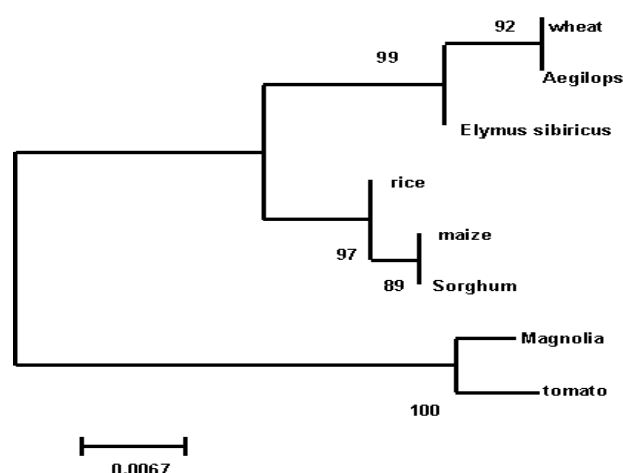 92
wheat
99
Aegilops
Elymus sibiricus
rice
maize
97
89
Sorghum
Magnolia
tomato
100
0.0067